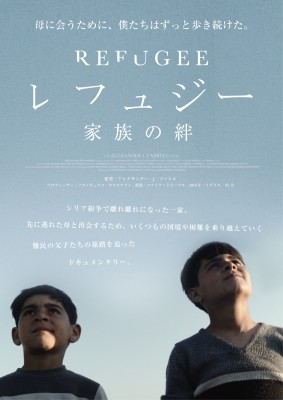 母に会うために、僕たちはずっと歩き続けた。
REFUGEE
レフュジー
家族の絆
シリア紛争で離れ離れになった一家。
先に逃れた母と再会するため、いくつもの国境や困難を乗り越えていく
難民の父子たちの旅路を追った
ドキュメンタリー。